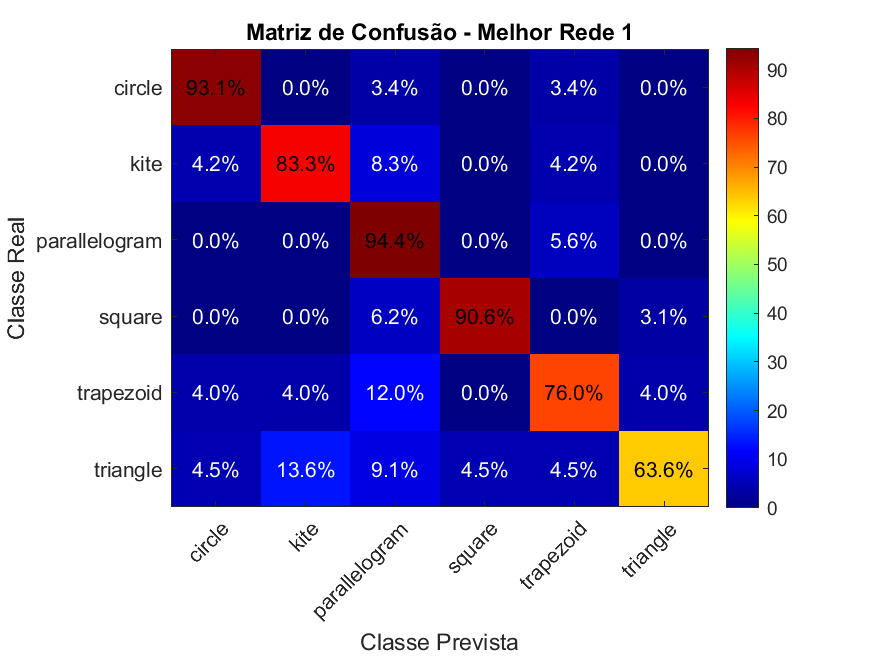 Matriz de Confusão - Melhor Rede 1
circle 93.1% 0.0% 3.4% 0.0% 3.4% 0.0%
kite 4.2% 83.3% 8.3% 0.0% 4.2% 0.0%
parallelogram 0.0% 0.0% 94.4% 0.0% 5.6% 0.0%
square 0.0% 0.0% 6.2% 90.6% 0.0% 3.1%
trapezoid 4.0% 4.0% 12.0% 0.0% 76.0% 4.0%
triangle 4.5% 13.6% 9.1% 4.5% 4.5% 63.6%
circle kite parallelogram square trapezoid triangle
Classe Prevista
Classe Real
90
80
70
60
50
40
30
20
10
0